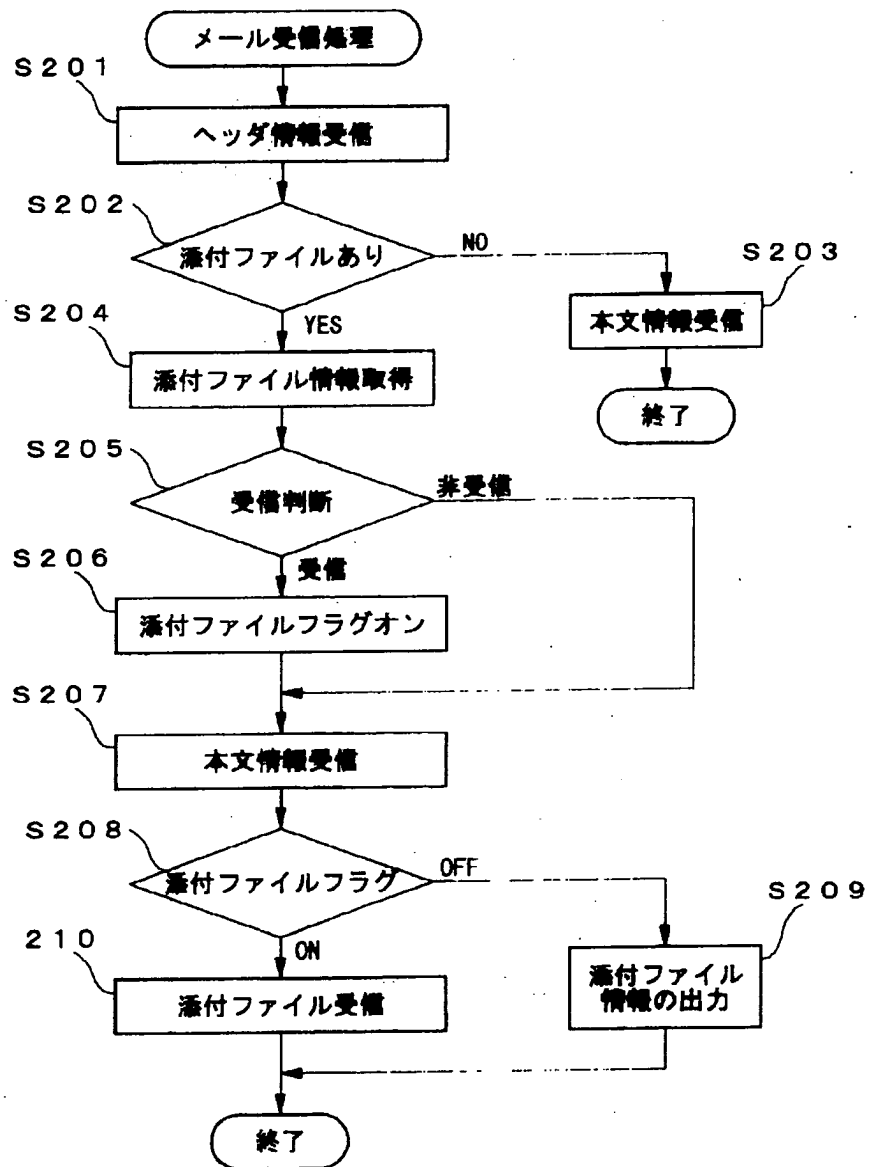 メール受信処理
S201
ヘッダ情報受信
S202
添付ファイルあり
NO
S203
本文情報受信
終了
YES
S204
添付ファイル情報取得
S205
受信判断
非受信
受信
S206
添付ファイルフラグオン
S207
本文情報受信
S208
添付ファイルフラグ
OFF
S209
添付ファイル
情報の出力
ON
210
添付ファイル受信
終了